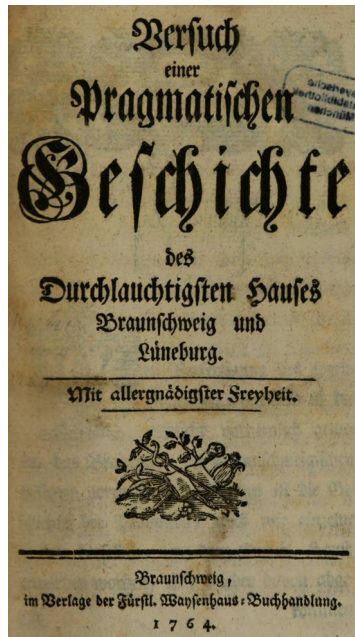 Versuch
einer
Pragmatischen
Geschichte
des
Durchlauchtigsten Hauses
Braunschweig und
Lüneburg.
Mit allergnädigster Freyheit.
Braunschweig,
im Verlage der Fürstl. Waysenhaus-Buchhandlung.
1764.